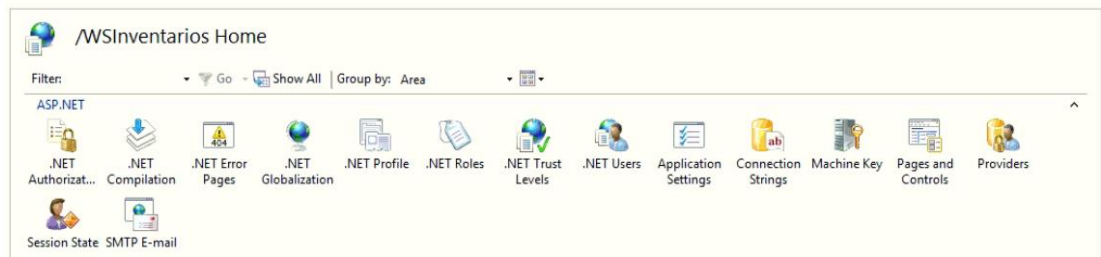 /WSInventarios Home
Filter: Go Show All Group by: Area
ASP.NET
.NET Authorizat...
.NET Compilation
404
.NET Error Pages
.NET Globalization
.NET Profile
.NET Roles
.NET Trust Levels
.NET Users
Application Settings
ab
Connection Strings
Machine Key
Pages and Controls
Providers
Session State
SMTP E-mail